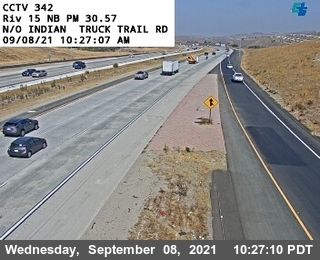 CCTV 342
Riv 15 NB PM 30.57
N/O INDIAN TRUCK TRAIL RD
09/08/21 10:27:07 AM
Wednesday, September 08, 2021 10:27:10 PDT